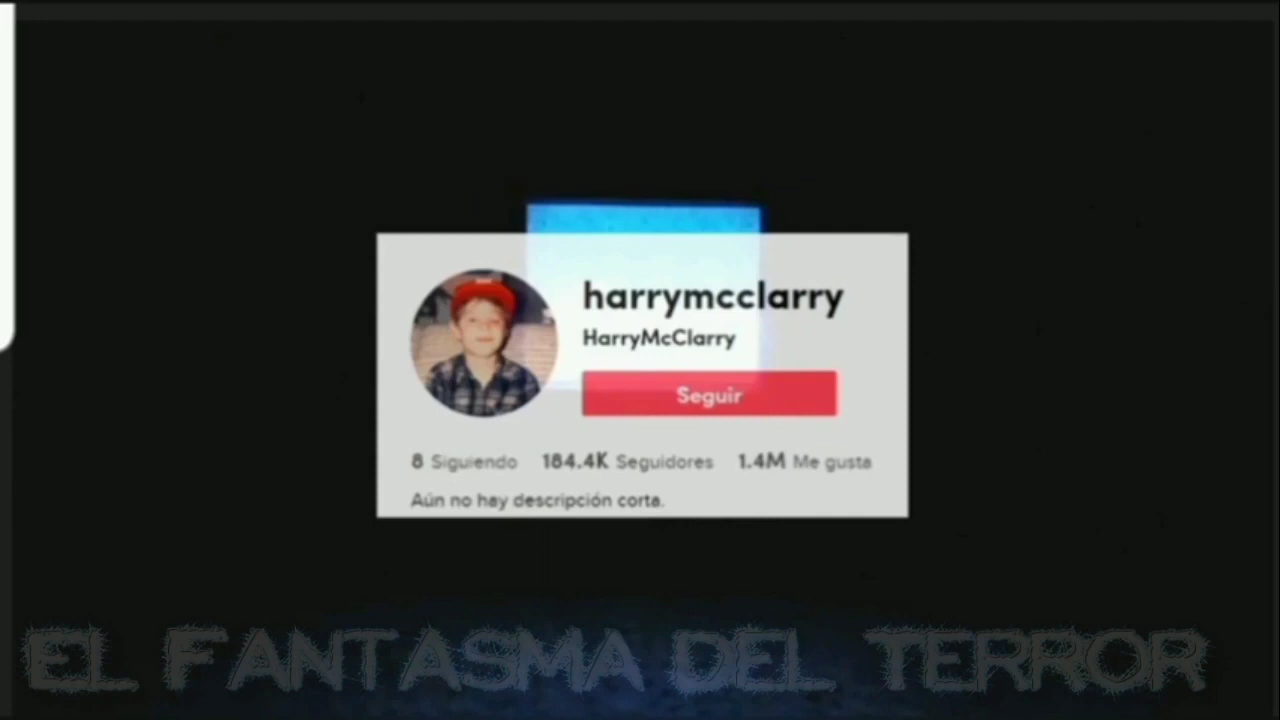 harrymcclarry
HarryMcClarry
Seguir
8 Siguiendo 184.4K Seguidores 1.4M Me gusta
Aún no hay descripción corta.
EL FANTASMA DEL TERROR